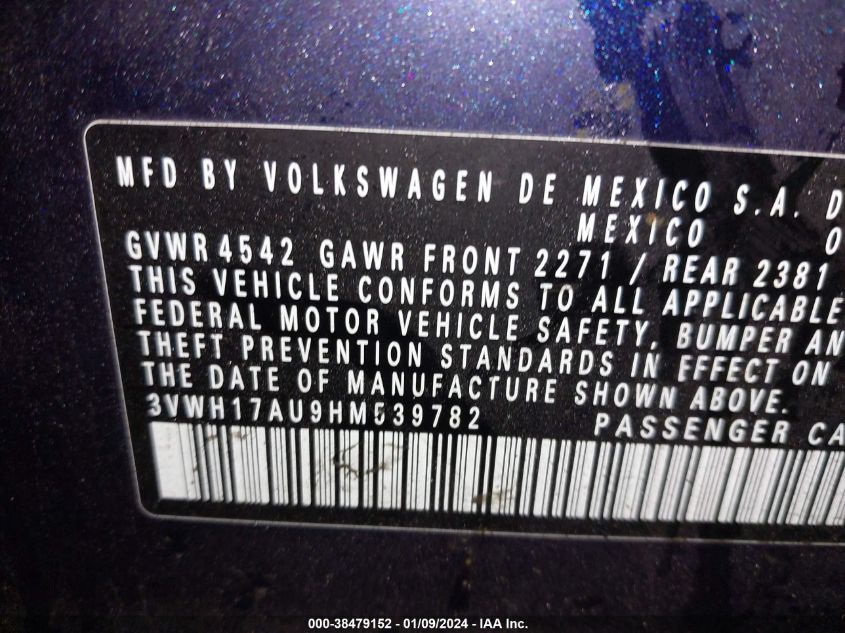 MFD BY VOLKSWAGEN DE MEXICO S.A. D
MEXICO 0
GVWR 4542 GAWR FRONT 2271 / REAR 2381
THIS VEHICLE CONFORMS TO ALL APPLICABLE
FEDERAL MOTOR VEHICLE SAFETY, BUMPER AN
THEFT PREVENTION STANDARDS IN EFFECT ON
THE DATE OF MANUFACTURE SHOWN ABOVE.
3VWH17AU9HM539782 PASSENGER CA
000-38479152 - 01/09/2024 - IAA Inc.